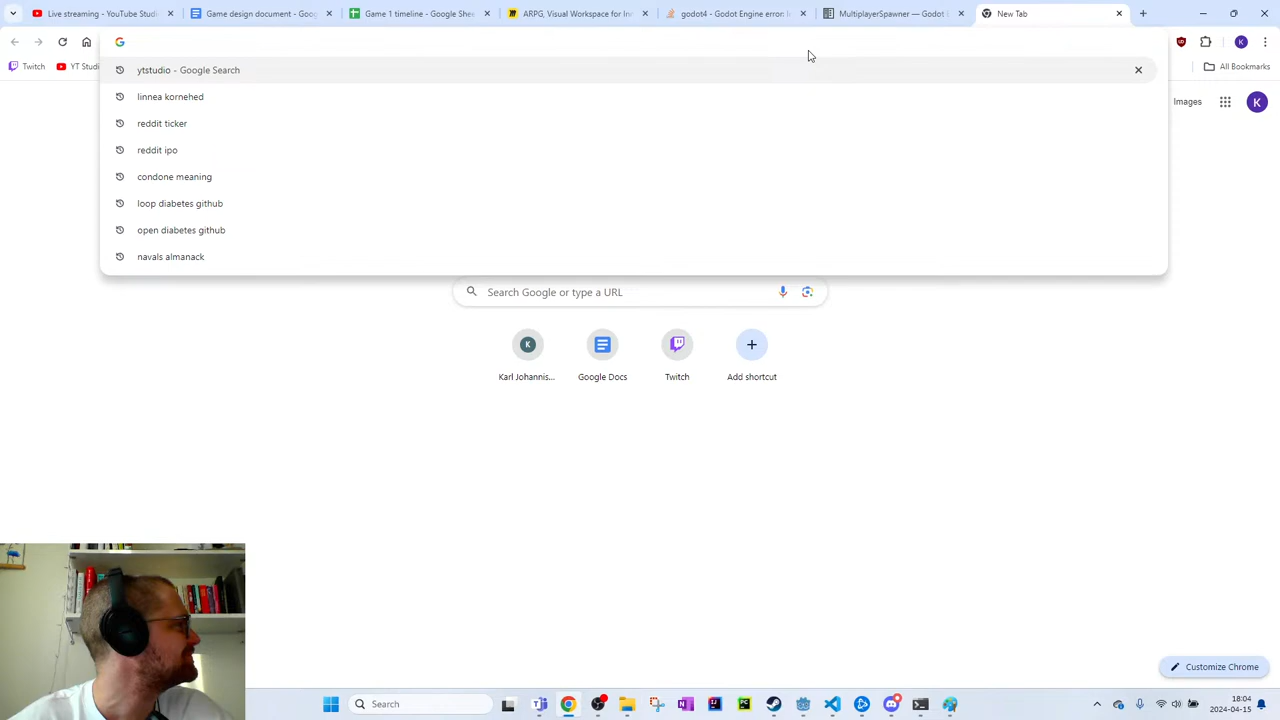 Live streaming - YouTube Studi
Game design document - Goog
Game 1 timeline - Google Shee
ARPG, Visual Workspace for Inn
godot4 - Godot Engine error: I
MultiplayerSpawner — Godot
New Tab
Twitch
YT Studi
All Bookmarks
ytstudio - Google Search
linnea kornehed
reddit ticker
Images
K
reddit ipo
condone meaning
loop diabetes github
open diabetes github
navals almanack
Search Google or type a URL
K
Karl Johannis...
Google Docs
Twitch
Add shortcut
Customize Chrome
Search
18:04
2024-04-15